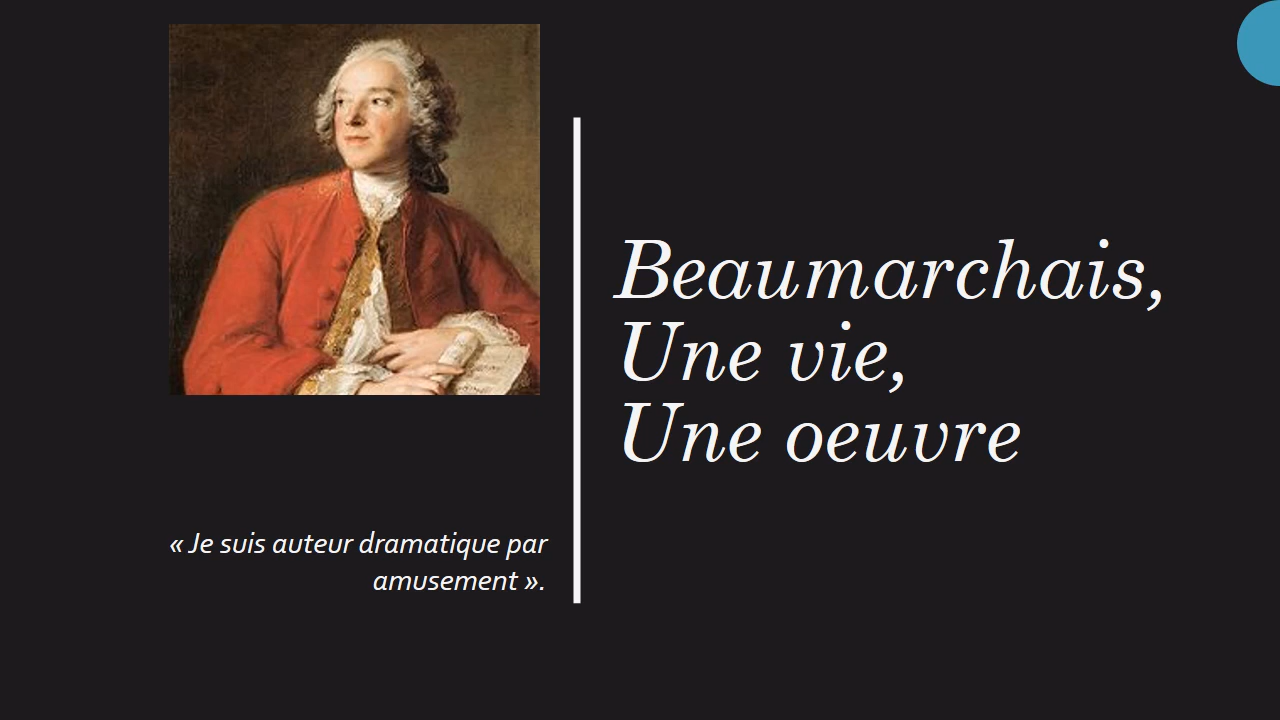 Beaumarchais,
Une vie,
Une oeuvre
« Je suis auteur dramatique par
amusement ».